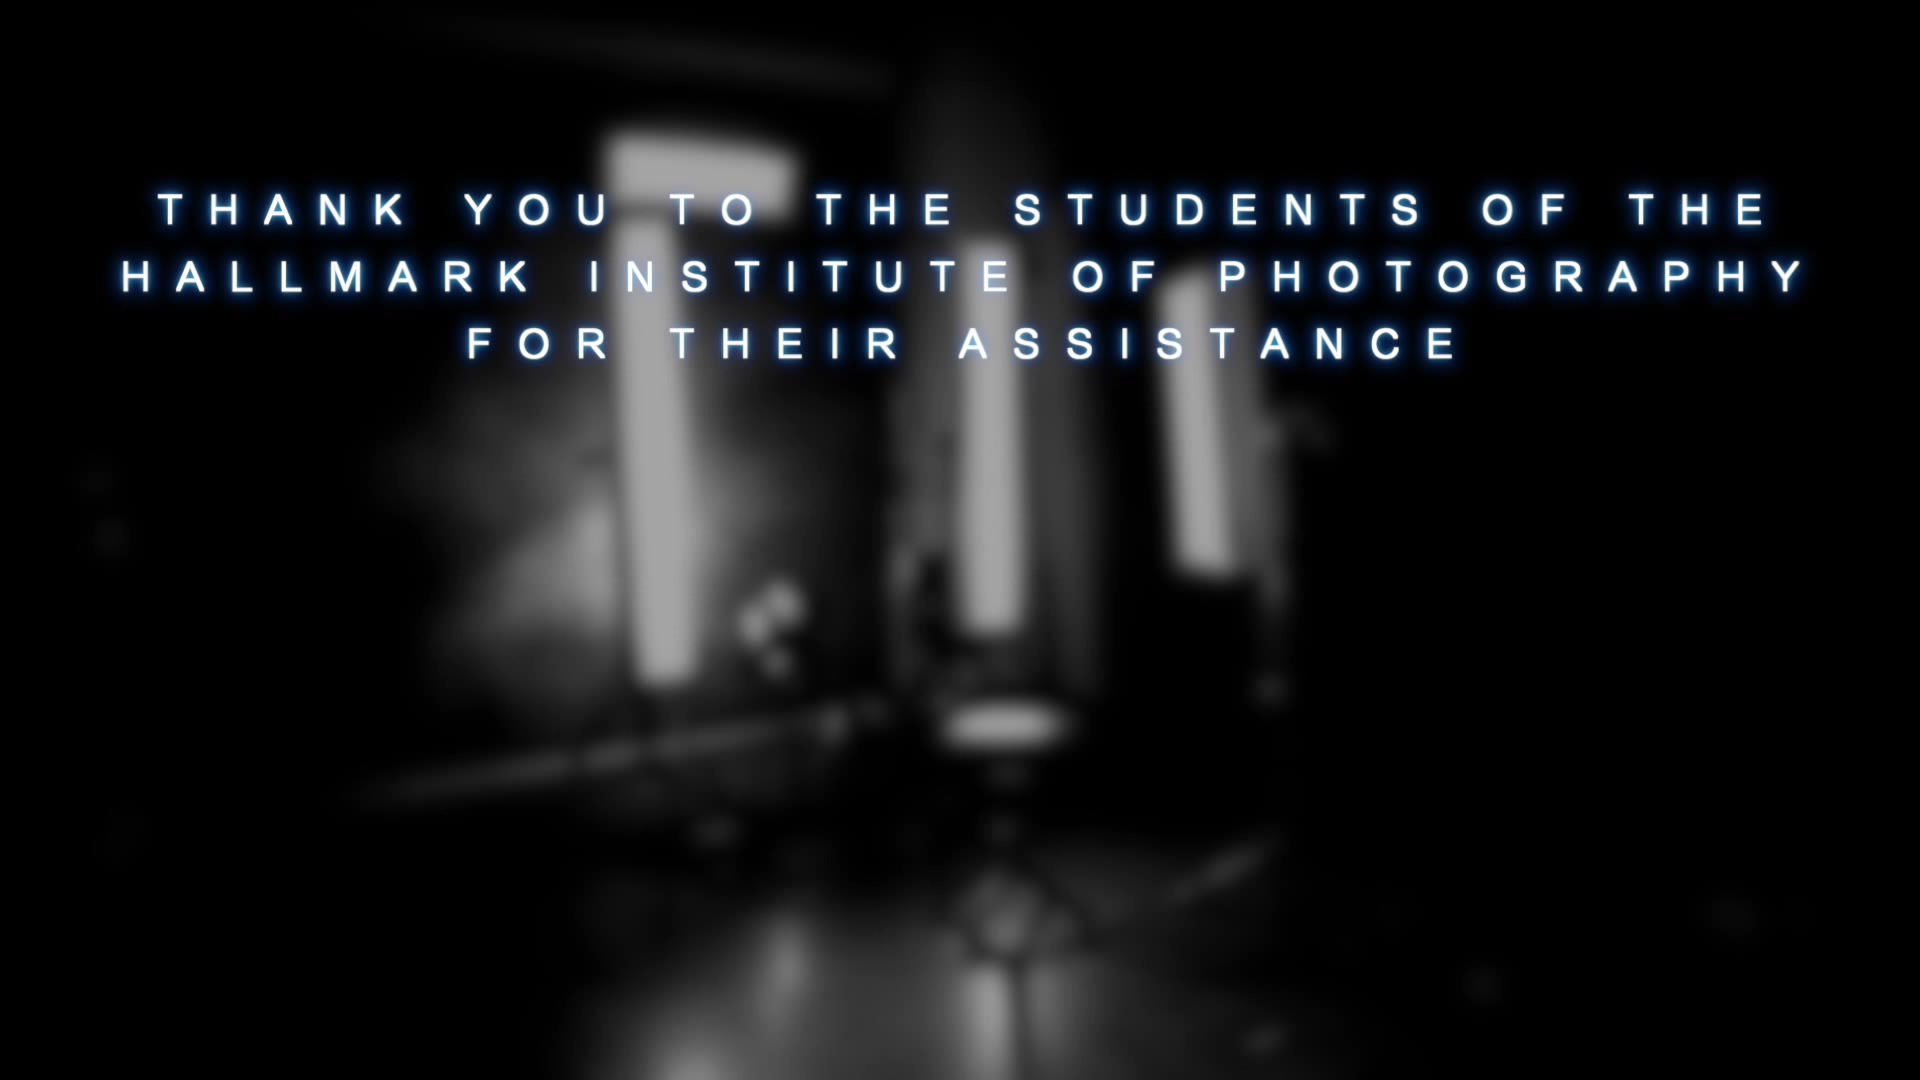 THANK YOU TO THE STUDENTS OF THE
HALLMARK INSTITUTE OF PHOTOGRAPHY
FOR THEIR ASSISTANCE